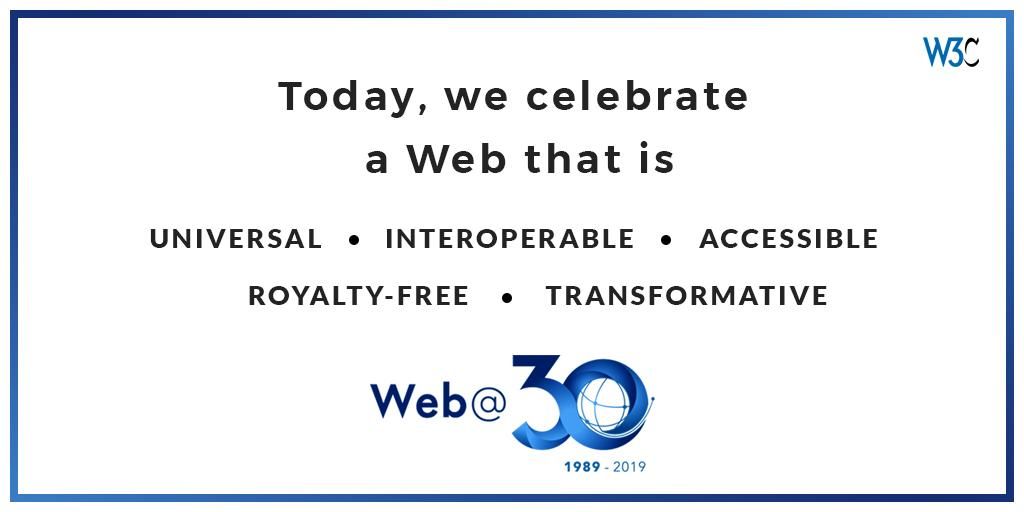 W3C
Today, we celebrate
a Web that is
UNIVERSAL • INTEROPERABLE • ACCESSIBLE
ROYALTY-FREE • TRANSFORMATIVE
Web@30
1989 - 2019